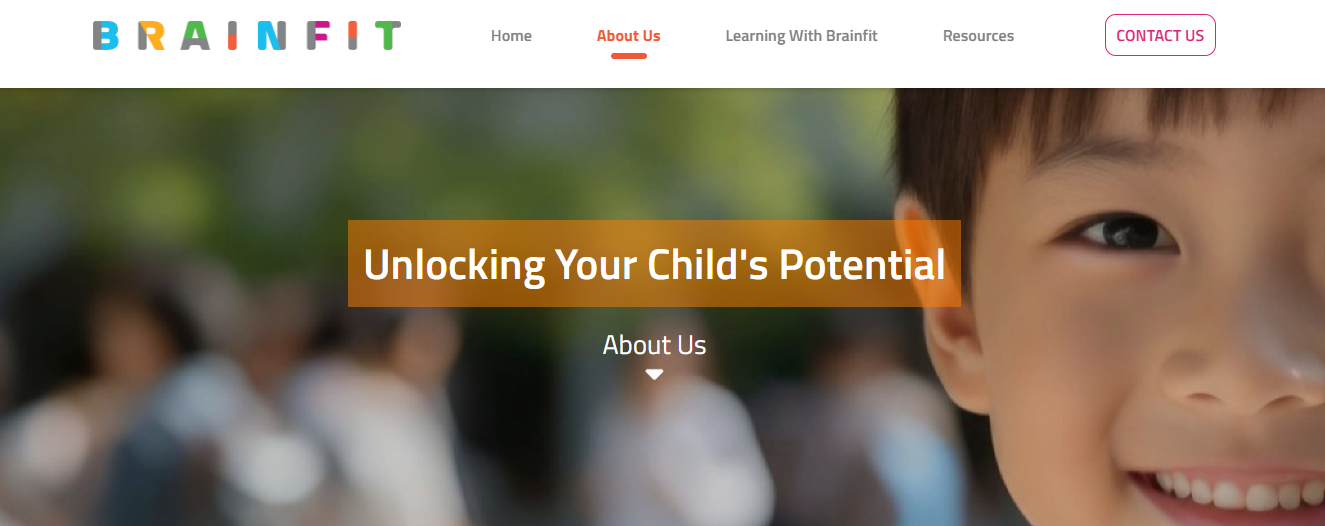 BRAINFIT
Home About Us Learning With Brainfit Resources CONTACT US
Unlocking Your Child's Potential
About Us